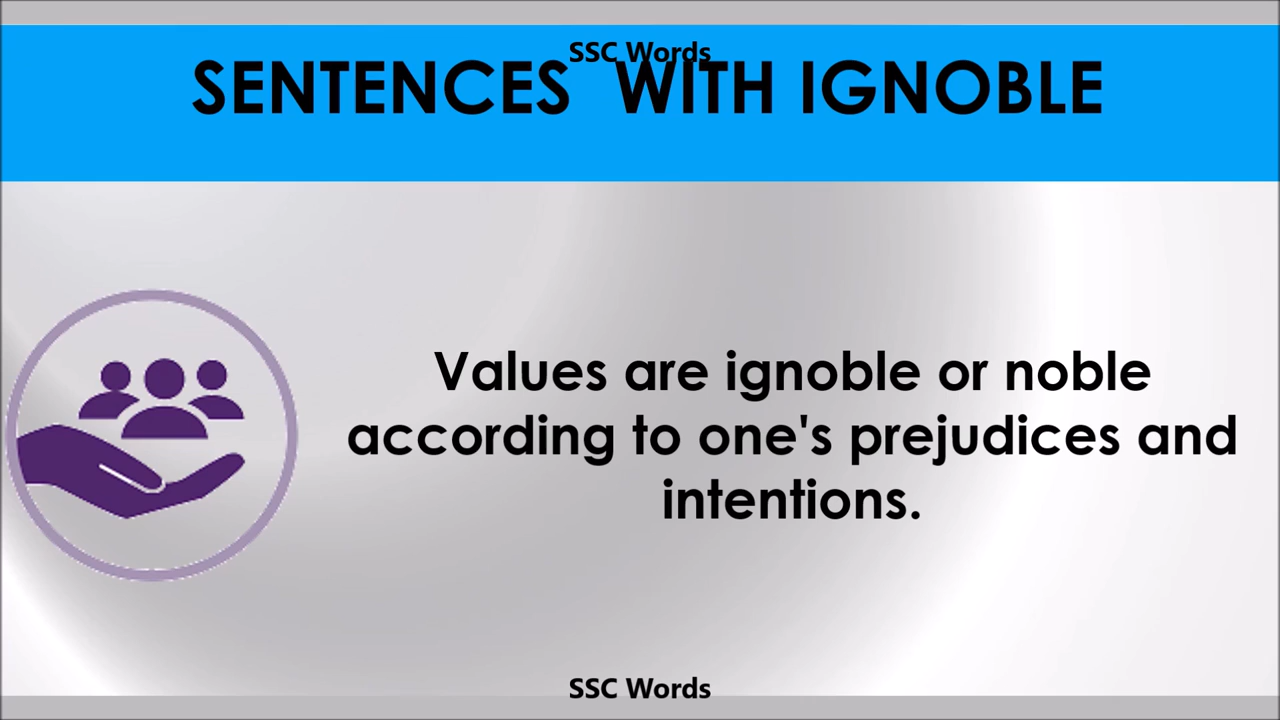 SSC Words
SENTENCES WITH IGNOBLE
Values are ignoble or noble
according to one's prejudices and
intentions.
SSC Words